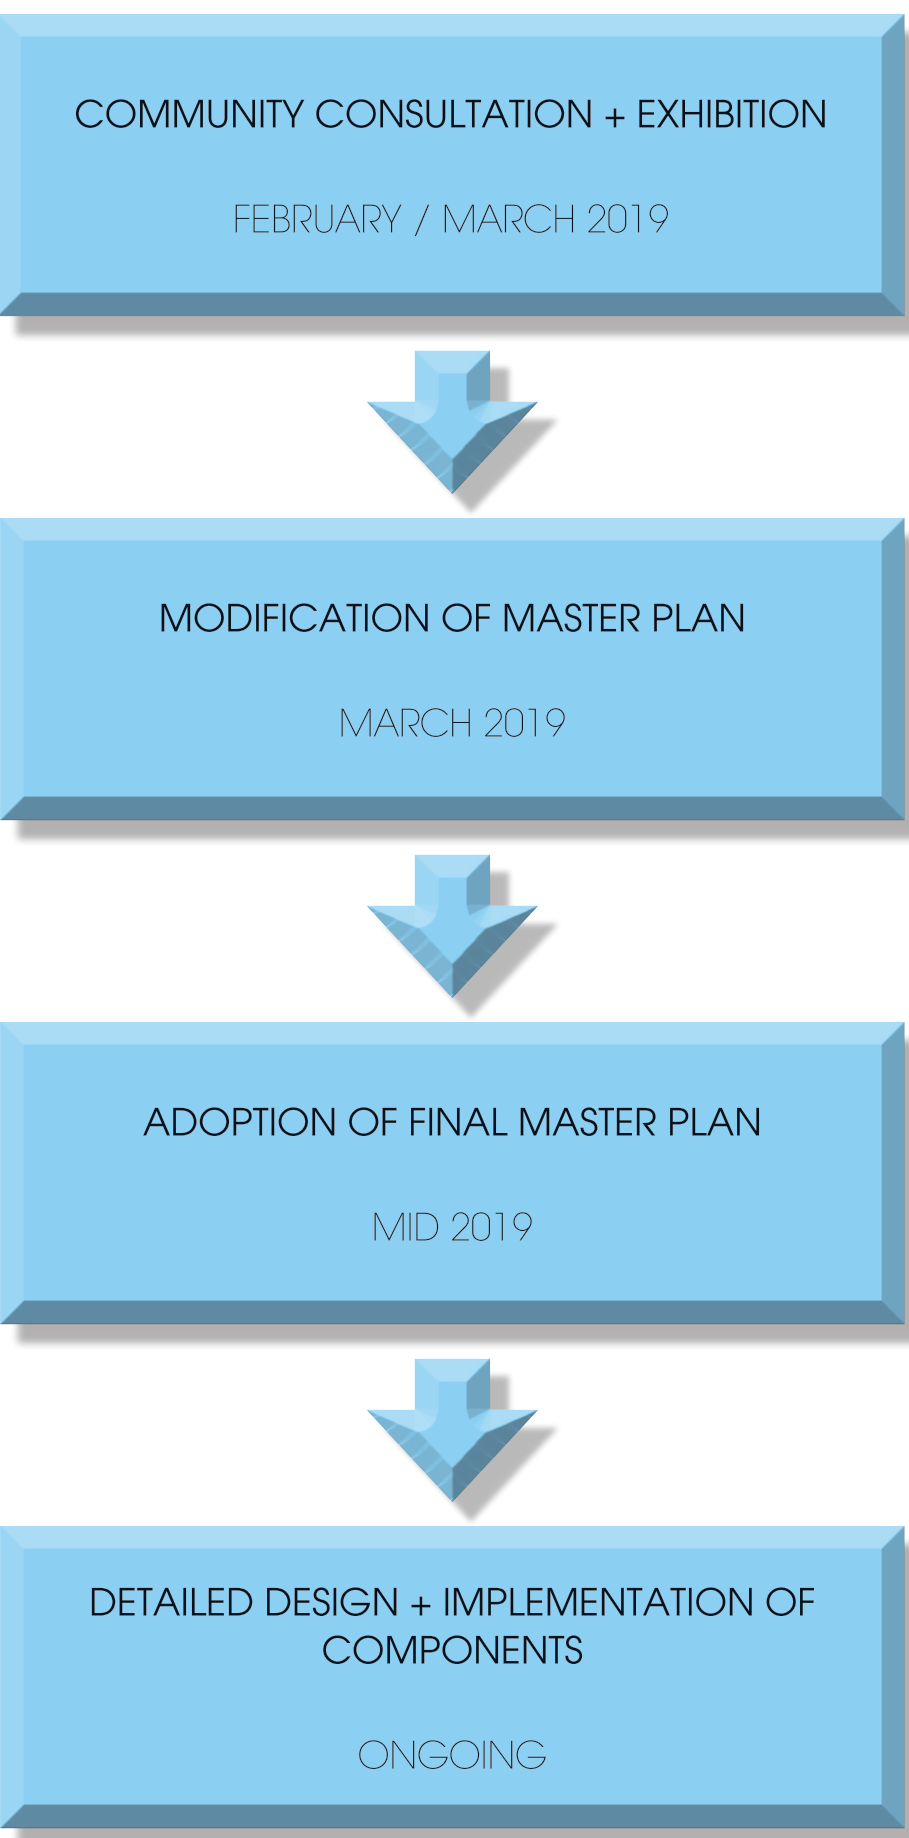 COMMUNITY CONSULTATION + EXHIBITION
FEBRUARY / MARCH 2019
MODIFICATION OF MASTER PLAN
MARCH 2019
ADOPTION OF FINAL MASTER PLAN
MID 2019
DETAILED DESIGN + IMPLEMENTATION OF
COMPONENTS
ONGOING